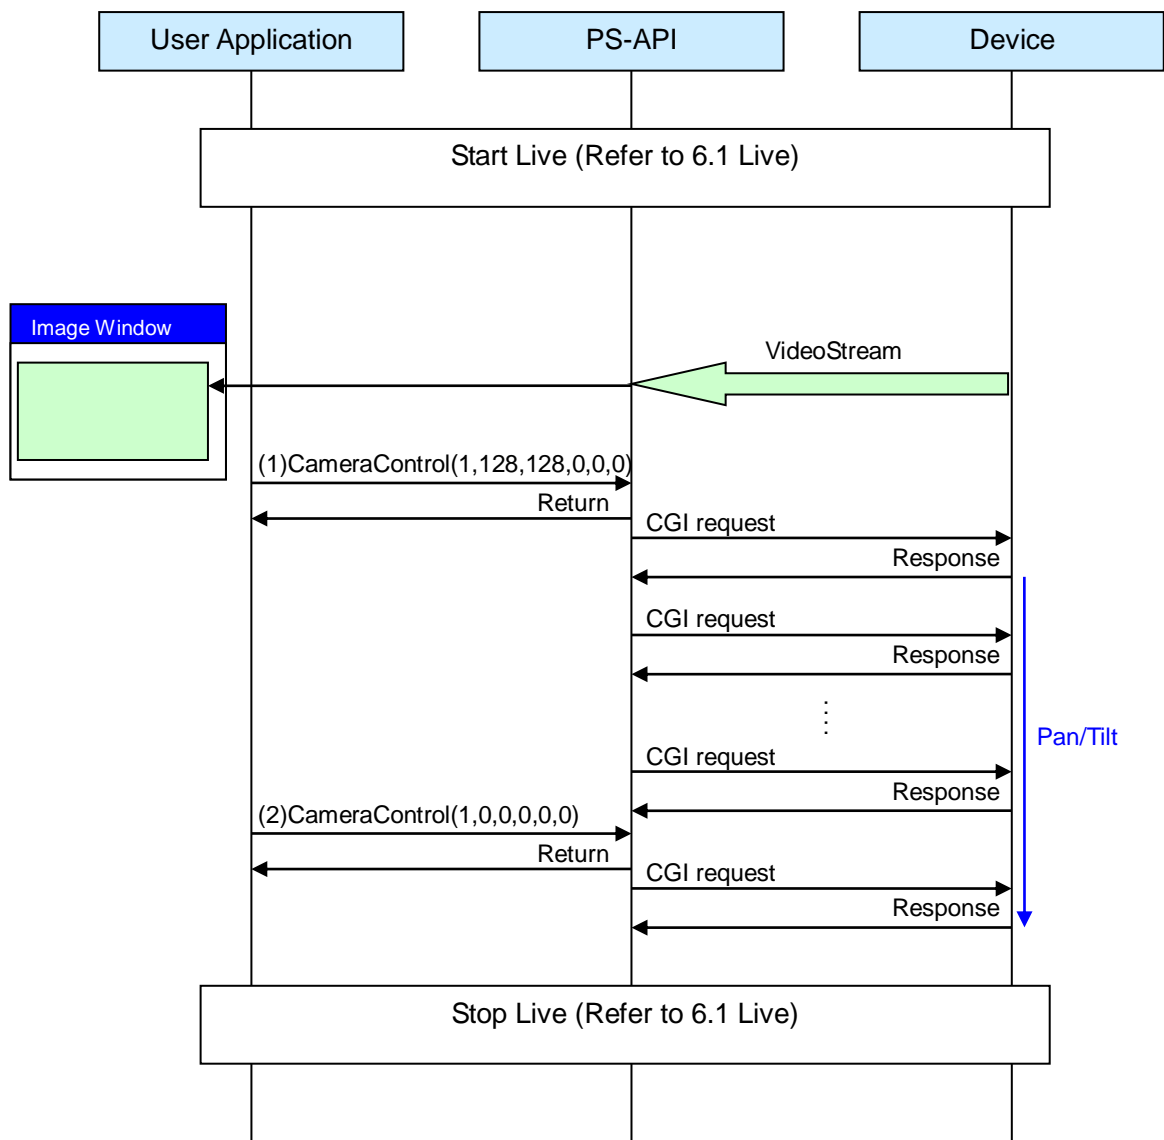 User Application
PS-API
Device
Start Live (Refer to 6.1 Live)
Image Window
VideoStream
(1)CameraControl(1,128,128,0,0,0)
Return
CGI request
Response
CGI request
Response
Pan/Tilt
CGI request
Response
(2)CameraControl(1,0,0,0,0,0)
Return
CGI request
Response
Stop Live (Refer to 6.1 Live)